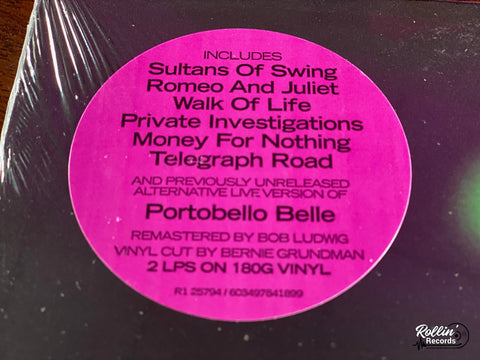 INCLUDES
Sultans Of Swing
Romeo And Juliet
Walk Of Life
Private Investigations
Money For Nothing
Telegraph Road
AND PREVIOUSLY UNRELEASED
ALTERNATIVE LIVE VERSION OF
Portobello Belle
REMASTERED BY BOB LUDWIG
VINYL CUT BY BERNIE GRUNDMAN
2 LPS ON 180G VINYL
R1 25794 / 603497841899
Rollin'
Records